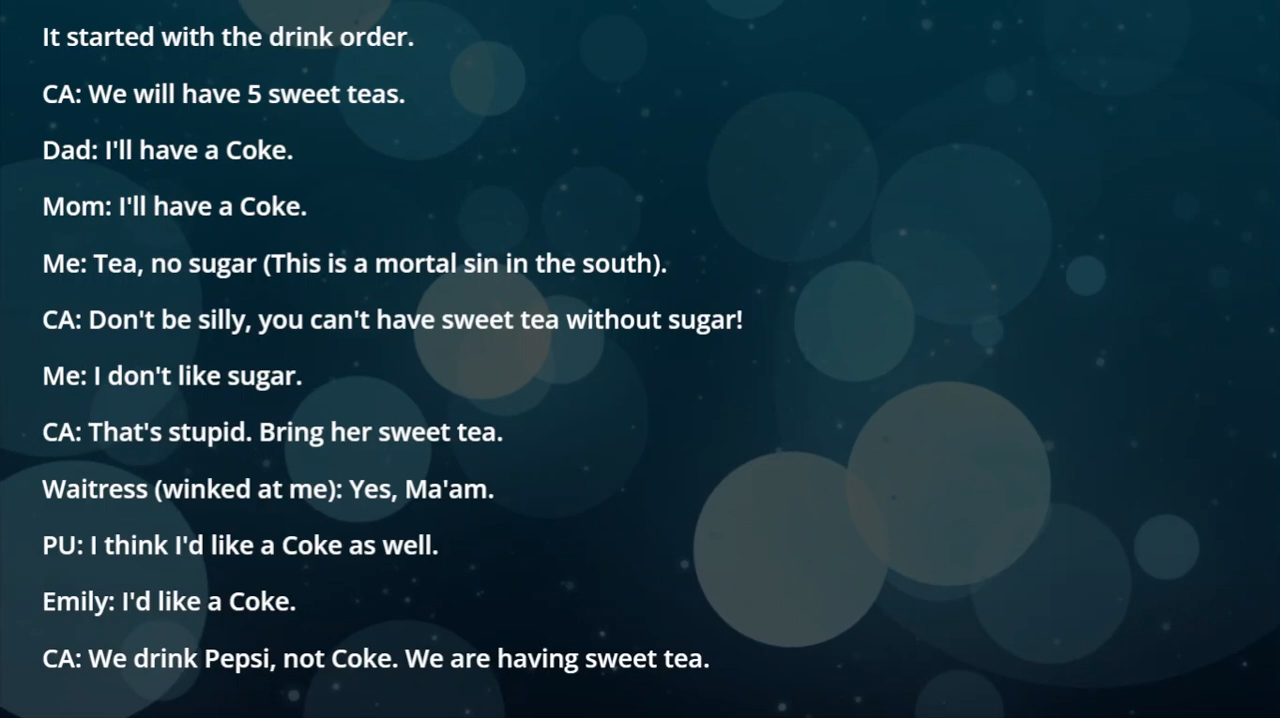 It started with the drink order.
CA: We will have 5 sweet teas.
Dad: I'll have a Coke.
Mom: I'll have a Coke.
Me: Tea, no sugar (This is a mortal sin in the south).
CA: Don't be silly, you can't have sweet tea without sugar!
Me: I don't like sugar.
CA: That's stupid. Bring her sweet tea.
Waitress (winked at me): Yes, Ma'am.
PU: I think I'd like a Coke as well.
Emily: I'd like a Coke.
CA: We drink Pepsi, not Coke. We are having sweet tea.